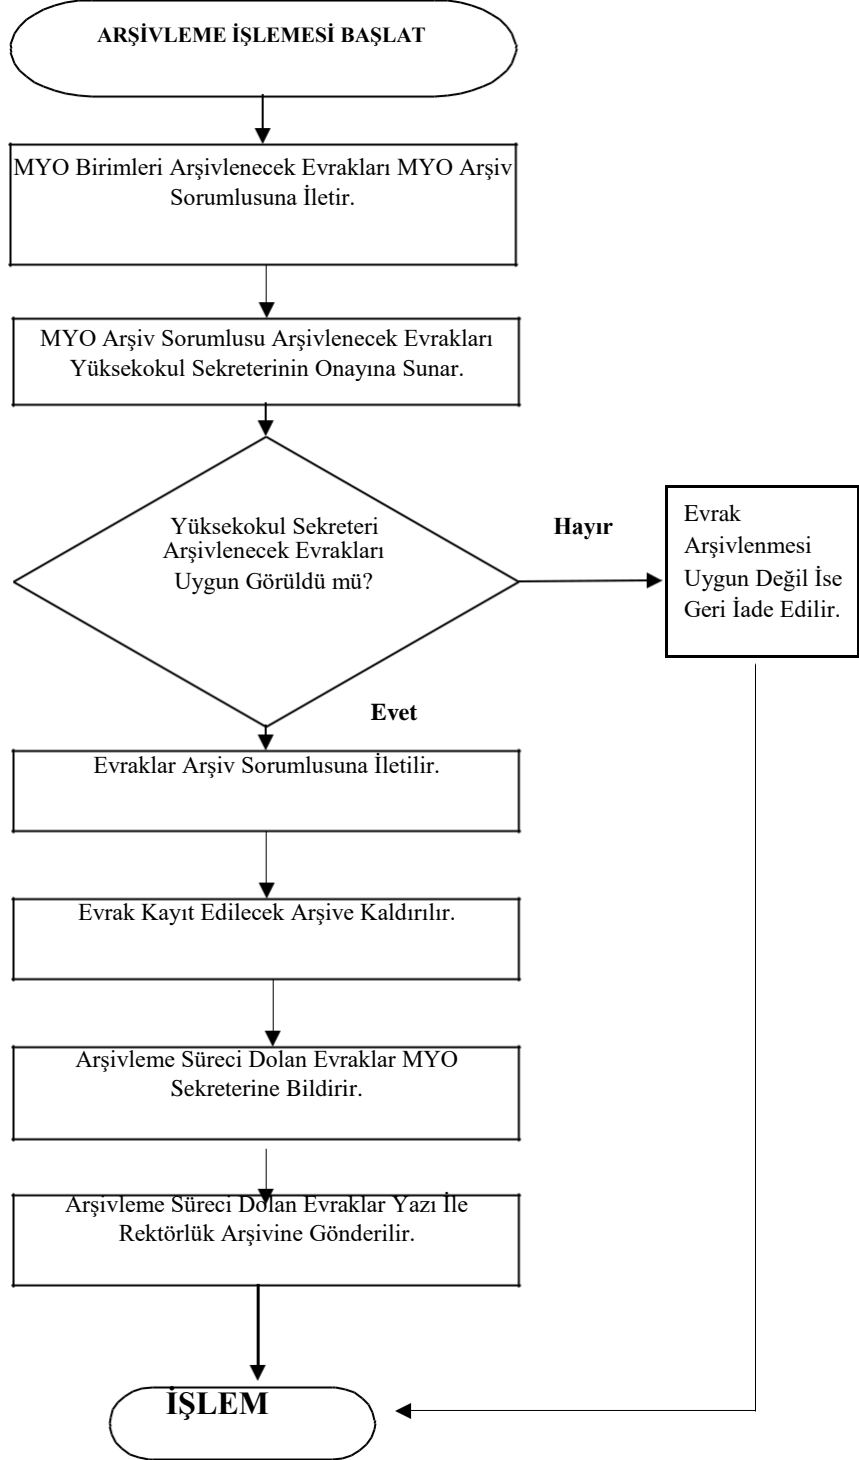 ARŞİVLEME İŞLEMESİ BAŞLAT
MYO Birimleri Arşivlenecek Evrakları MYO Arşiv
Sorumlusuna İletir.
MYO Arşiv Sorumlusu Arşivlenecek Evrakları
Yüksekokul Sekreterinin Onayına Sunar.
Yüksekokul Sekreteri
Arşivlenecek Evrakları
Uygun Görüldü mü?
Hayır
Evrak
Arşivlenmesi
Uygun Değil İse
Geri İade Edilir.
Evet
Evraklar Arşiv Sorumlusuna İletilir.
Evrak Kayıt Edilecek Arşive Kaldırılır.
Arşivleme Süreci Dolan Evraklar MYO
Sekreterine Bildirir.
Arşivleme Süreci Dolan Evraklar Yazı İle
Rektörlük Arşivine Gönderilir.
İŞLEM